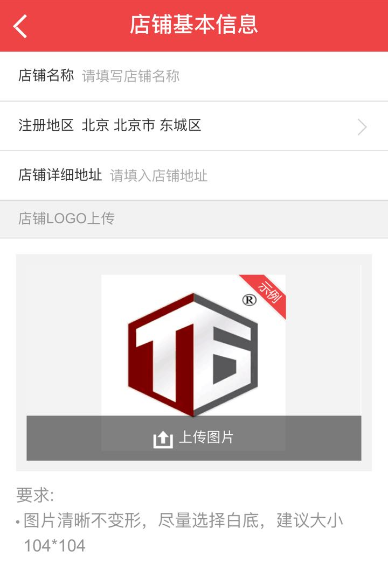 店铺基本信息
店铺名称 请填写店铺名称
注册地区 北京 北京市 东城区
店铺详细地址 请填入店铺地址
店铺LOGO上传
示例
®
T6
上传图片
要求:
• 图片清晰不变形，尽量选择白底，建议大小
104*104